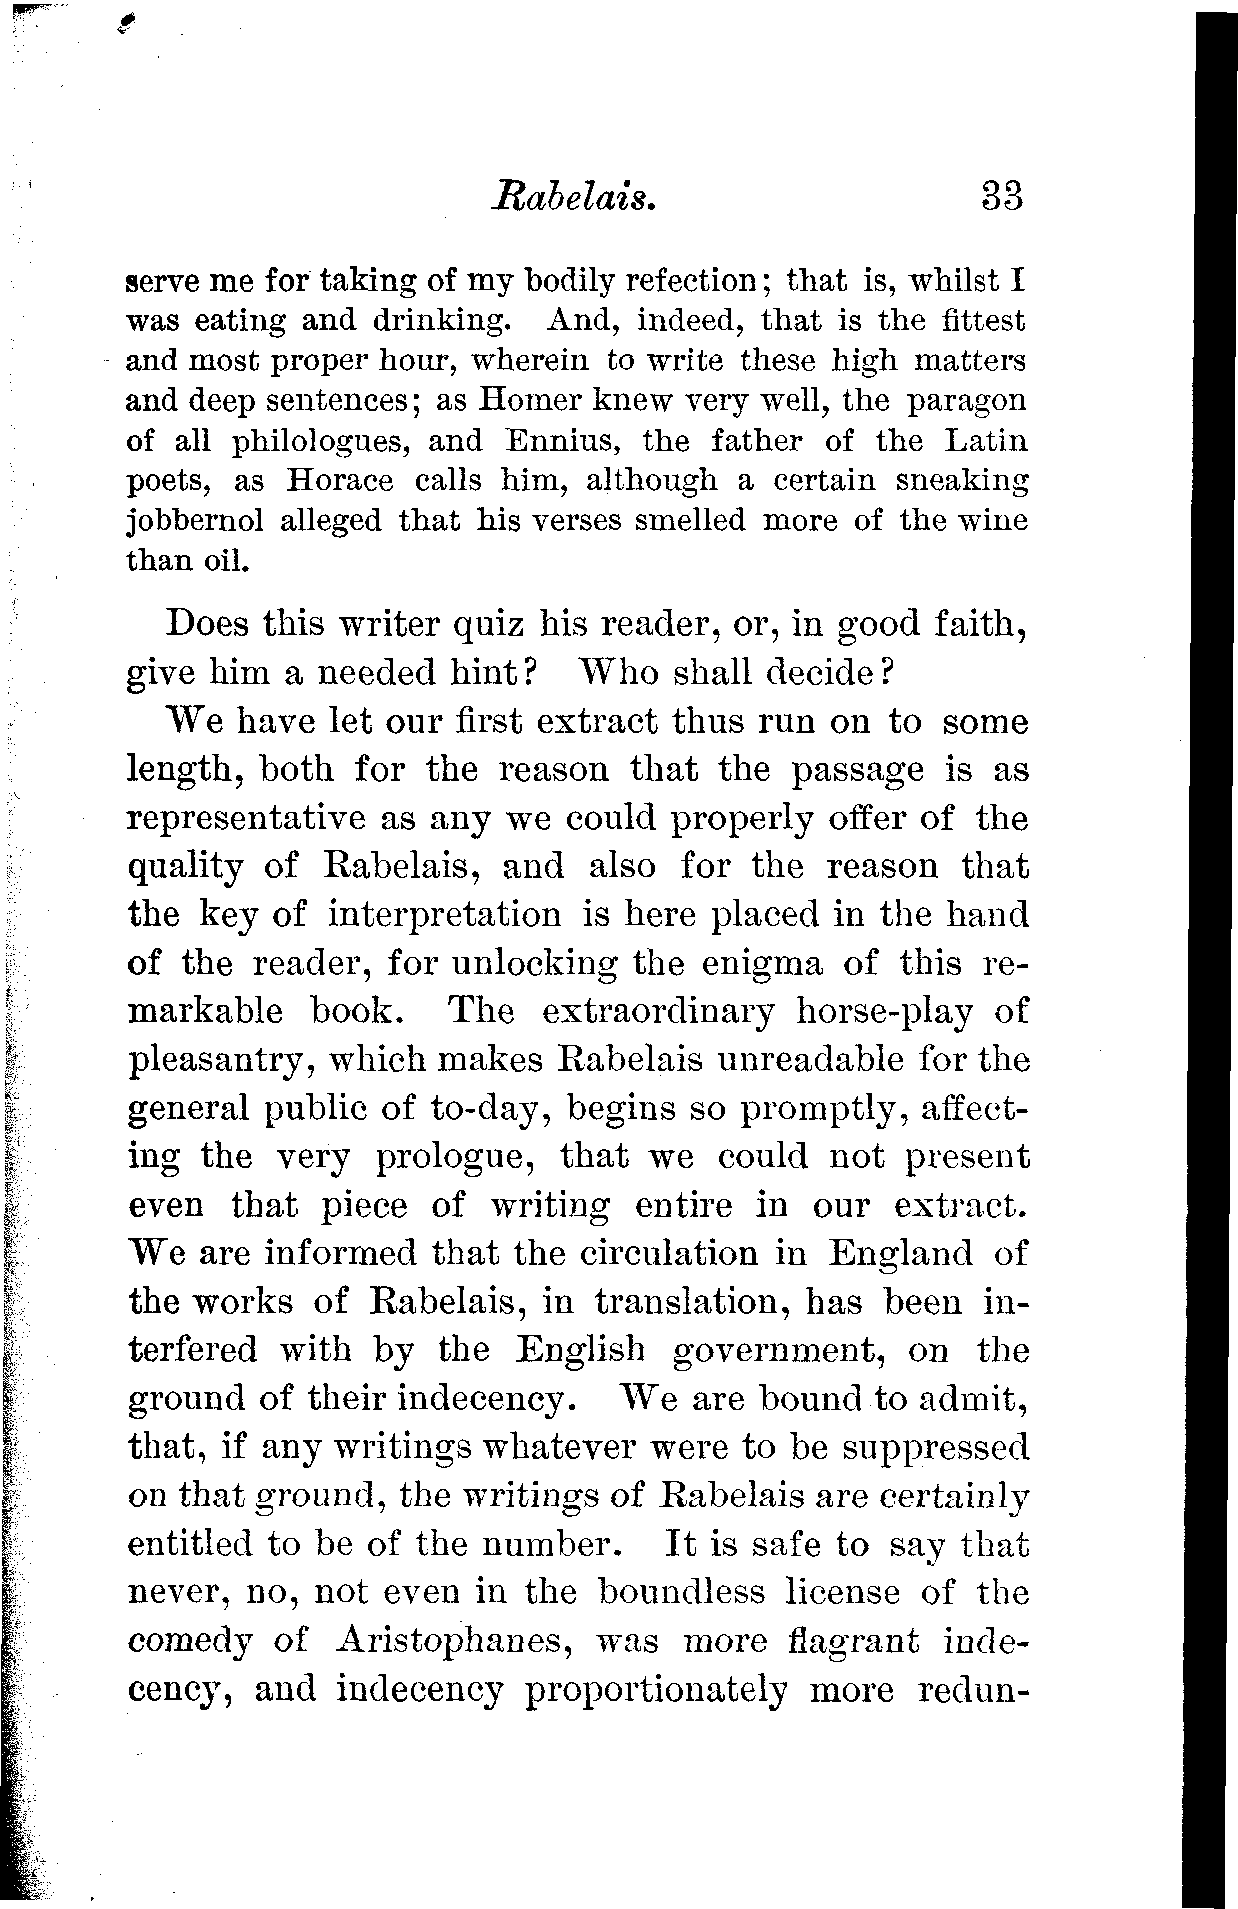 Rabelais. 33
serve me for taking of my bodily refection; that is, whilst I
was eating and drinking. And, indeed, that is the fittest
and most proper hour, wherein to write these high matters
and deep sentences; as Homer knew very well, the paragon
of all philologues, and Ennius, the father of the Latin
poets, as Horace calls him, although a certain sneaking
jobbernol alleged that his verses smelled more of the wine
than oil.
Does this writer quiz his reader, or, in good faith,
give him a needed hint? Who shall decide?
We have let our first extract thus run on to some
length, both for the reason that the passage is as
representative as any we could properly offer of the
quality of Rabelais, and also for the reason that
the key of interpretation is here placed in the hand
of the reader, for unlocking the enigma of this re-
markable book. The extraordinary horse-play of
pleasantry, which makes Rabelais unreadable for the
general public of to-day, begins so promptly, affect-
ing the very prologue, that we could not present
even that piece of writing entire in our extract.
We are informed that the circulation in England of
the works of Rabelais, in translation, has been in-
terfered with by the English government, on the
ground of their indecency. We are bound to admit,
that, if any writings whatever were to be suppressed
on that ground, the writings of Rabelais are certainly
entitled to be of the number. It is safe to say that
never, no, not even in the boundless license of the
comedy of Aristophanes, was more flagrant inde-
cency, and indecency proportionately more redun-